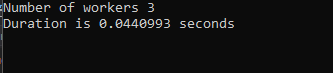 Number of workers 3
Duration is 0.0440993 seconds